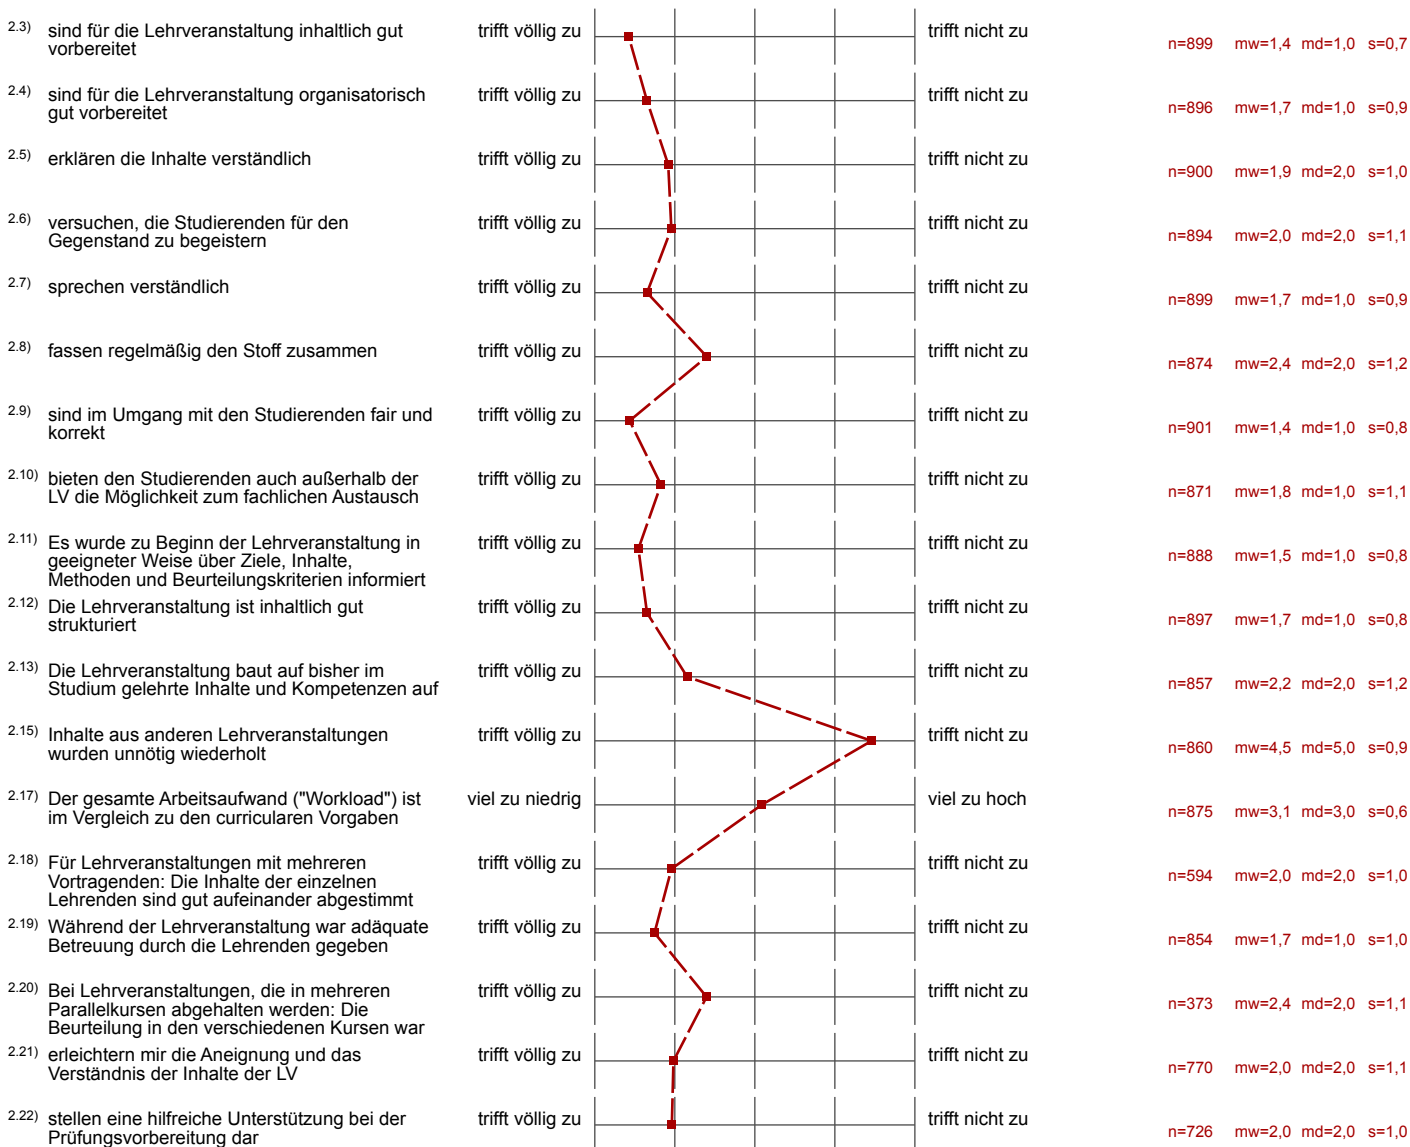 2.3) sind für die Lehrveranstaltung inhaltlich gut trifft völlig zu trifft nicht zu
vorbereitet n=899 mw=1,4 md=1,0 s=0,7
2.4) sind für die Lehrveranstaltung organisatorisch trifft völlig zu trifft nicht zu
gut vorbereitet n=896 mw=1,7 md=1,0 s=0,9
2.5) erklären die Inhalte verständlich trifft völlig zu trifft nicht zu
n=900 mw=1,9 md=2,0 s=1,0
2.6) versuchen, die Studierenden für den trifft völlig zu trifft nicht zu
Gegenstand zu begeistern n=894 mw=2,0 md=2,0 s=1,1
2.7) sprechen verständlich trifft völlig zu trifft nicht zu
n=899 mw=1,7 md=1,0 s=0,9
2.8) fassen regelmäßig den Stoff zusammen trifft völlig zu trifft nicht zu
n=874 mw=2,4 md=2,0 s=1,2
2.9) sind im Umgang mit den Studierenden fair und trifft völlig zu trifft nicht zu
korrekt n=901 mw=1,4 md=1,0 s=0,8
2.10) bieten den Studierenden auch außerhalb der trifft völlig zu trifft nicht zu
LV die Möglichkeit zum fachlichen Austausch n=871 mw=1,8 md=1,0 s=1,1
2.11) Es wurde zu Beginn der Lehrveranstaltung in trifft völlig zu trifft nicht zu
geeigneter Weise über Ziele, Inhalte, n=888 mw=1,5 md=1,0 s=0,8
Methoden und Beurteilungskriterien informiert
2.12) Die Lehrveranstaltung ist inhaltlich gut trifft völlig zu trifft nicht zu
strukturiert n=897 mw=1,7 md=1,0 s=0,8
2.13) Die Lehrveranstaltung baut auf bisher im trifft völlig zu trifft nicht zu
Studium gelehrte Inhalte und Kompetenzen auf n=857 mw=2,2 md=2,0 s=1,2
2.15) Inhalte aus anderen Lehrveranstaltungen trifft völlig zu trifft nicht zu
wurden unnötig wiederholt n=860 mw=4,5 md=5,0 s=0,9
2.17) Der gesamte Arbeitsaufwand ("Workload") ist viel zu niedrig viel zu hoch
im Vergleich zu den curricularen Vorgaben n=875 mw=3,1 md=3,0 s=0,6
2.18) Für Lehrveranstaltungen mit mehreren trifft völlig zu trifft nicht zu
Vortragenden: Die Inhalte der einzelnen n=594 mw=2,0 md=2,0 s=1,0
Lehrenden sind gut aufeinander abgestimmt
2.19) Während der Lehrveranstaltung war adäquate trifft völlig zu trifft nicht zu
Betreuung durch die Lehrenden gegeben n=854 mw=1,7 md=1,0 s=1,0
2.20) Bei Lehrveranstaltungen, die in mehreren trifft völlig zu trifft nicht zu
Parallelkursen abgehalten werden: Die n=373 mw=2,4 md=2,0 s=1,1
Beurteilung in den verschiedenen Kursen war
2.21) erleichtern mir die Aneignung und das trifft völlig zu trifft nicht zu
Verständnis der Inhalte der LV n=770 mw=2,0 md=2,0 s=1,1
2.22) stellen eine hilfreiche Unterstützung bei der trifft völlig zu trifft nicht zu
Prüfungsvorbereitung dar n=726 mw=2,0 md=2,0 s=1,0